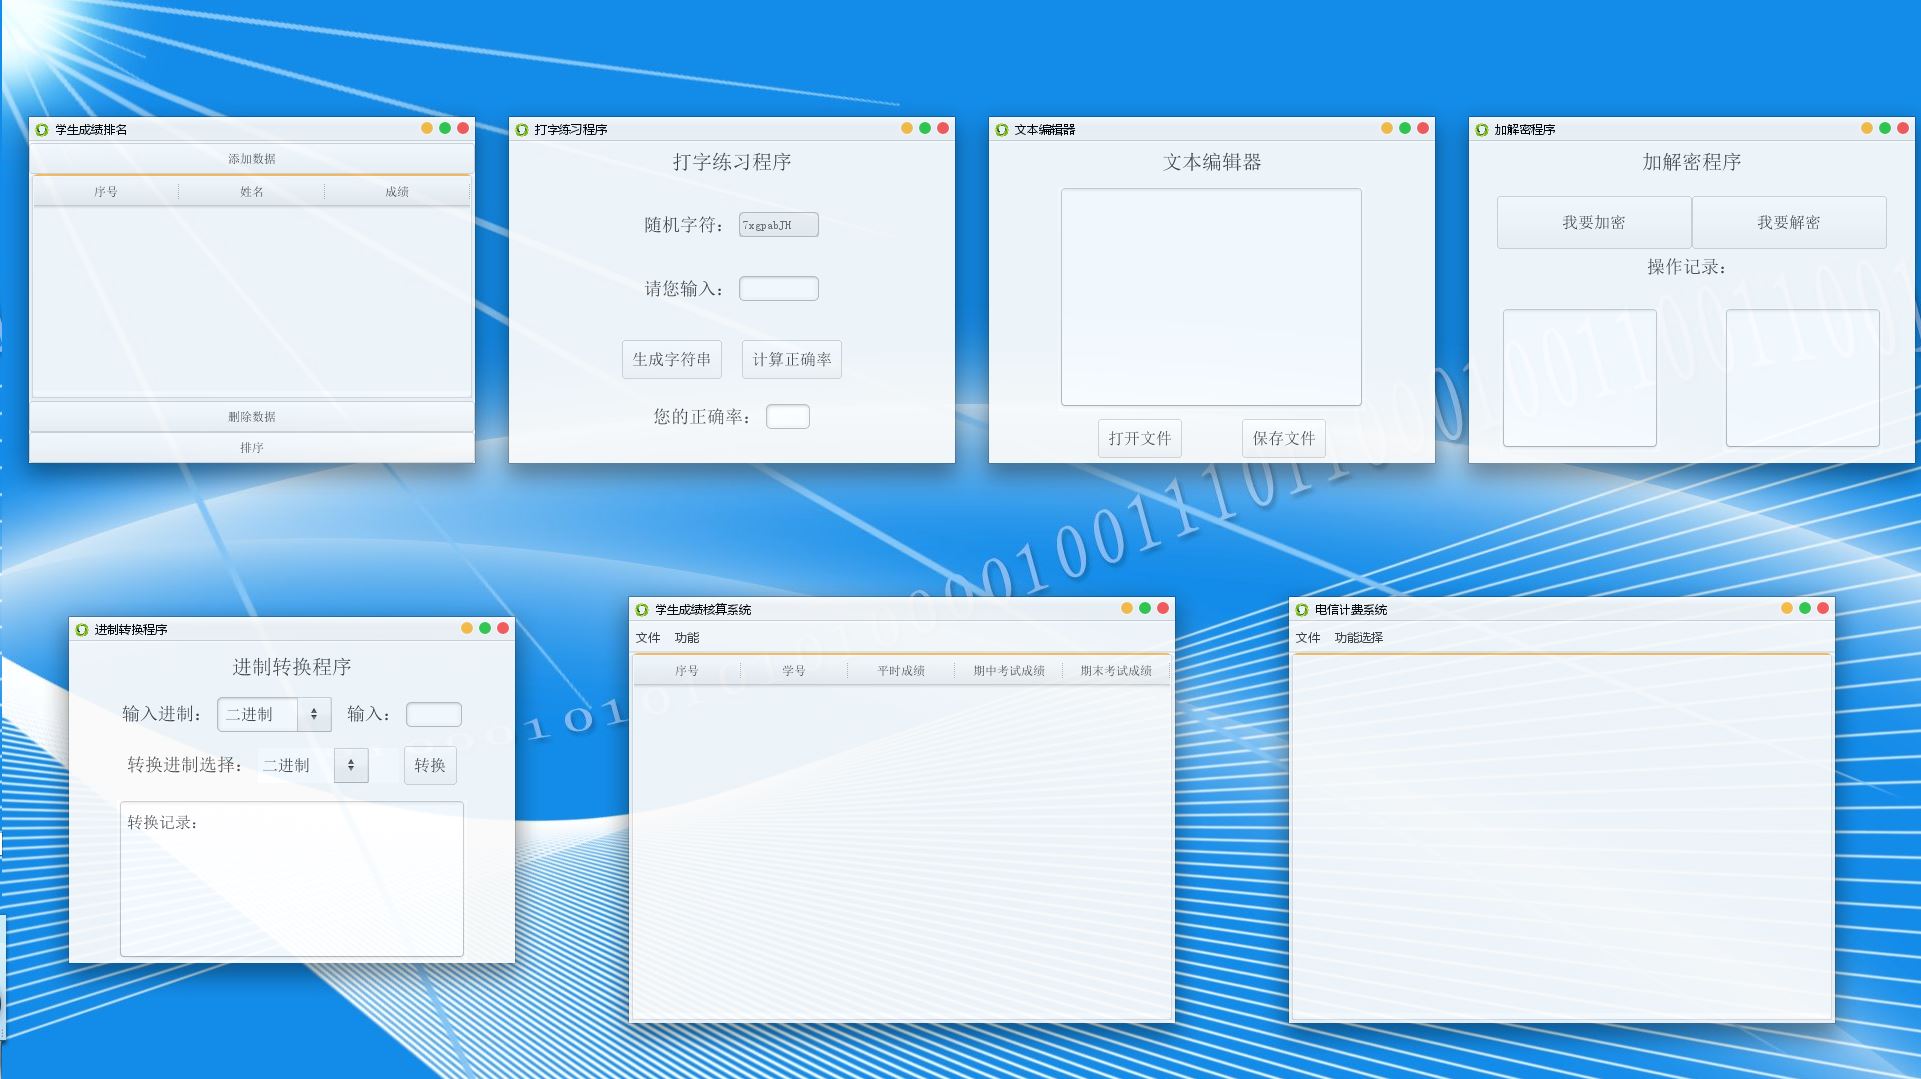 学生成绩排名
添加数据
序号 姓名 成绩
删除数据
排序
打字练习程序
打字练习程序
随机字符： 7xgpabJH
请您输入：
生成字符串 计算正确率
您的正确率：
文本编辑器
文本编辑器
打开文件 保存文件
加解密程序
加解密程序
我要加密 我要解密
操作记录：
进制转换程序
进制转换程序
输入进制： 二进制 输入：
转换进制选择： 二进制 转换
转换记录：
学生成绩核算系统
文件 功能
序号 学号 平时成绩 期中考试成绩 期末考试成绩
电信计费系统
文件 功能选择